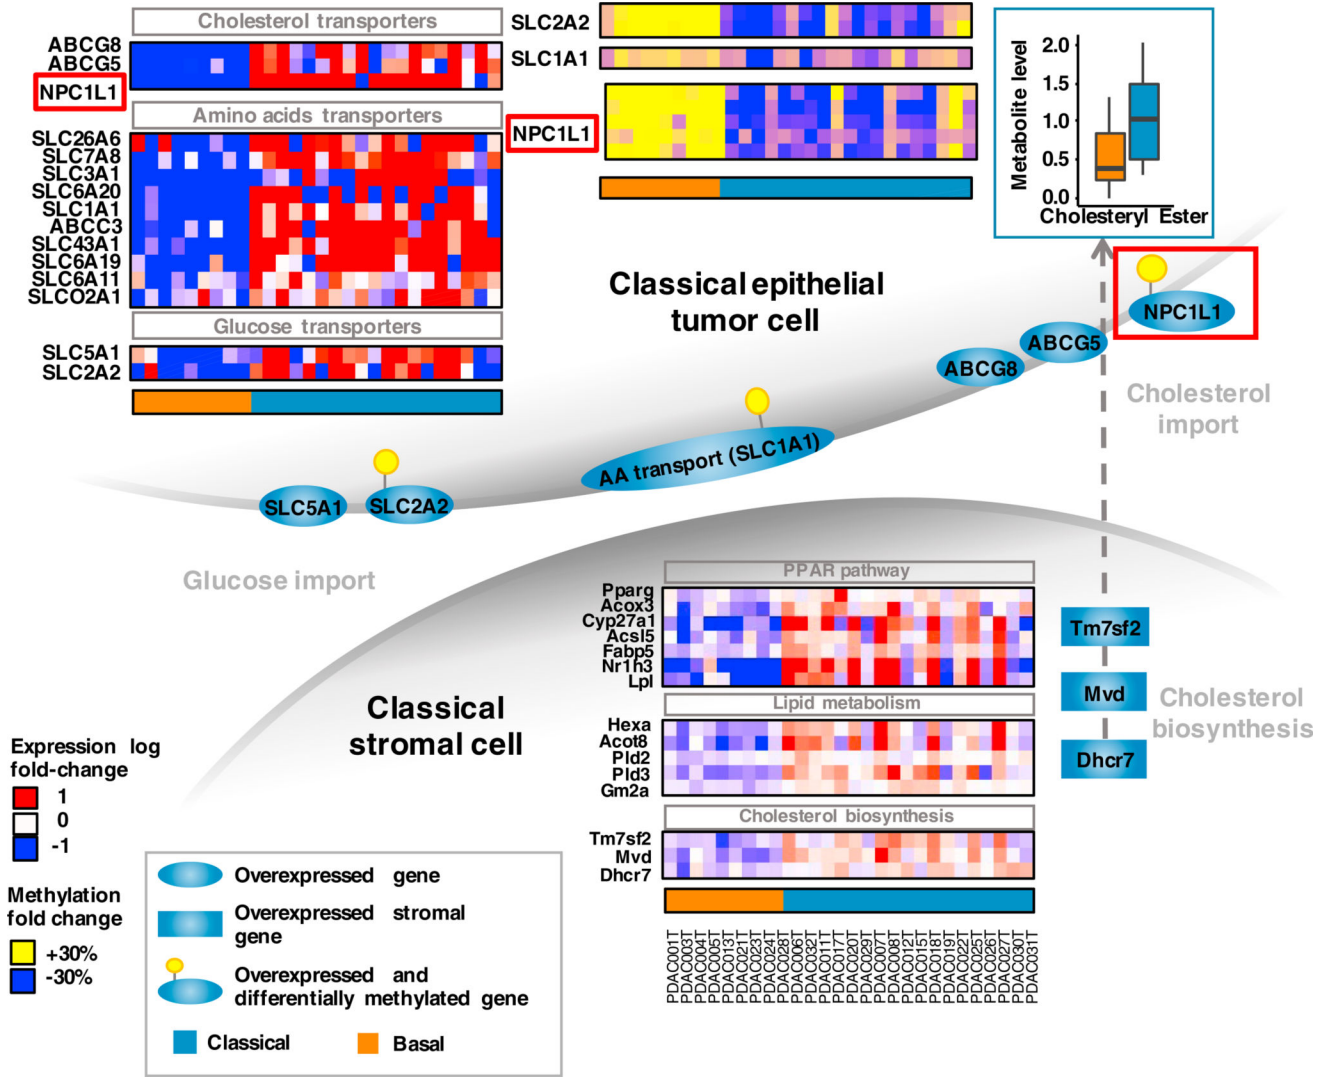 Cholesterol transporters
ABCG8
ABCG5
NPC1L1
Amino acids transporters
SLC26A6
SLC7A8
SLC3A1
SLC6A20
SLC1A1
ABCC3
SLC43A1
SLC6A19
SLC6A11
SLCO2A1
Glucose transporters
SLC5A1
SLC2A2
SLC2A2
SLC1A1
NPC1L1
Metabolite level
2.0
1.5
1.0
0.5
0.0
Cholesteryl Ester
Classical epithelial
tumor cell
NPC1L1
ABCG5
ABCG8
Cholesterol
import
AA transport (SLC1A1)
SLC5A1
SLC2A2
Glucose import
PPAR pathway
Pparg
Acox3
Cyp27a1
Acsl5
Fabp5
Nr1h3
Lpl
Lipid metabolism
Hexa
Acot8
Pld2
Pld3
Gm2a
Cholesterol biosynthesis
Tm7sf2
Mvd
Dhcr7
Tm7sf2
Mvd
Dhcr7
Cholesterol
biosynthesis
Classical
stromal cell
Expression log
fold-change
1
0
-1
Methylation
fold change
+30%
-30%
Overexpressed gene
Overexpressed stromal
gene
Overexpressed and
differentially methylated gene
Classical
Basal
PDAC001T
PDAC003T
PDAC004T
PDAC005T
PDAC013T
PDAC021T
PDAC023T
PDAC024T
PDAC028T
PDAC006T
PDAC032T
PDAC011T
PDAC017T
PDAC020T
PDAC029T
PDAC007T
PDAC008T
PDAC012T
PDAC015T
PDAC018T
PDAC019T
PDAC022T
PDAC025T
PDAC026T
PDAC027T
PDAC030T
PDAC031T